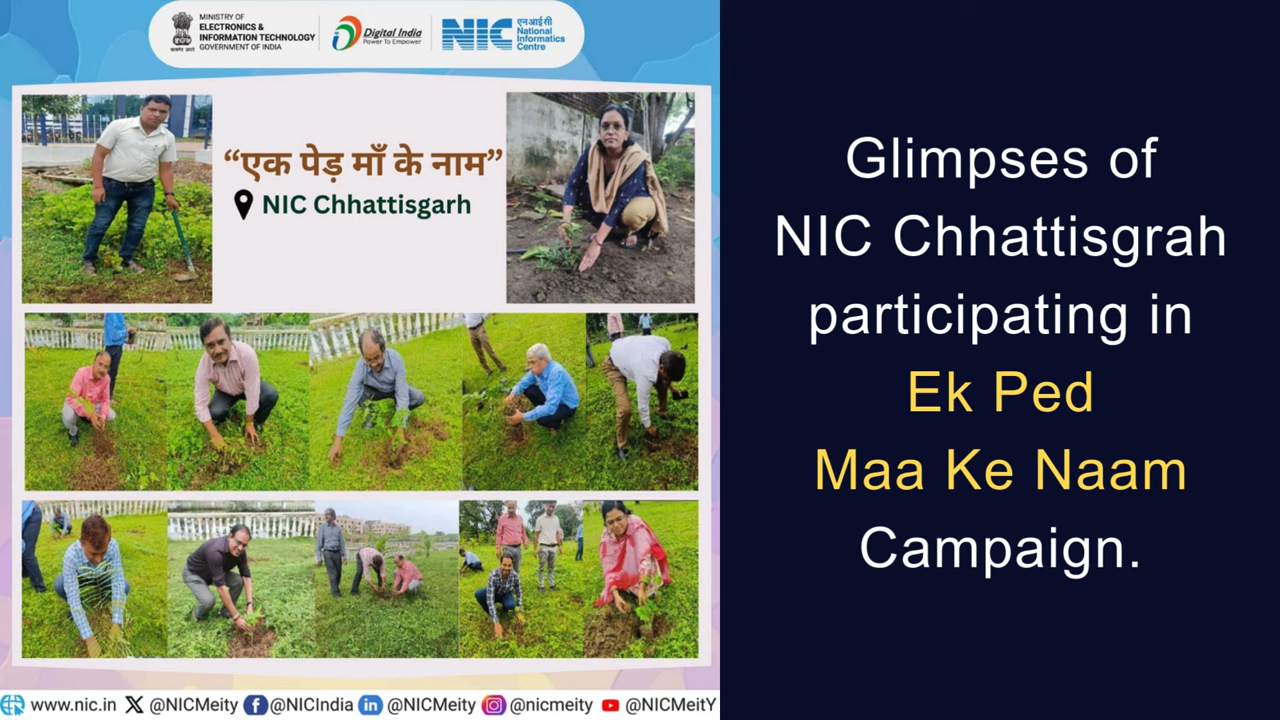 MINISTRY OF
ELECTRONICS &
INFORMATION TECHNOLOGY
GOVERNMENT OF INDIA
Digital India
Power To Empower
NIC
एन आई सी
National
Informatics
Centre
“एक पेड़ माँ के नाम”
NIC Chhattisgarh
www.nic.in @NICMeity @NICIndia @NICMeity @nicmeity @NICMeitY
Glimpses of
NIC Chhattisgrah
participating in
Ek Ped
Maa Ke Naam
Campaign.